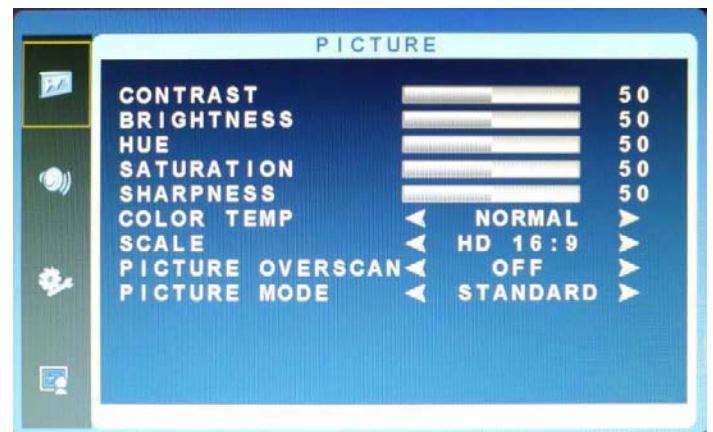 PICTURE
CONTRAST 50
BRIGHTNESS 50
HUE 50
SATURATION 50
SHARPNESS 50
COLOR TEMP NORMAL
SCALE HD 16:9
PICTURE OVERSCAN OFF
PICTURE MODE STANDARD